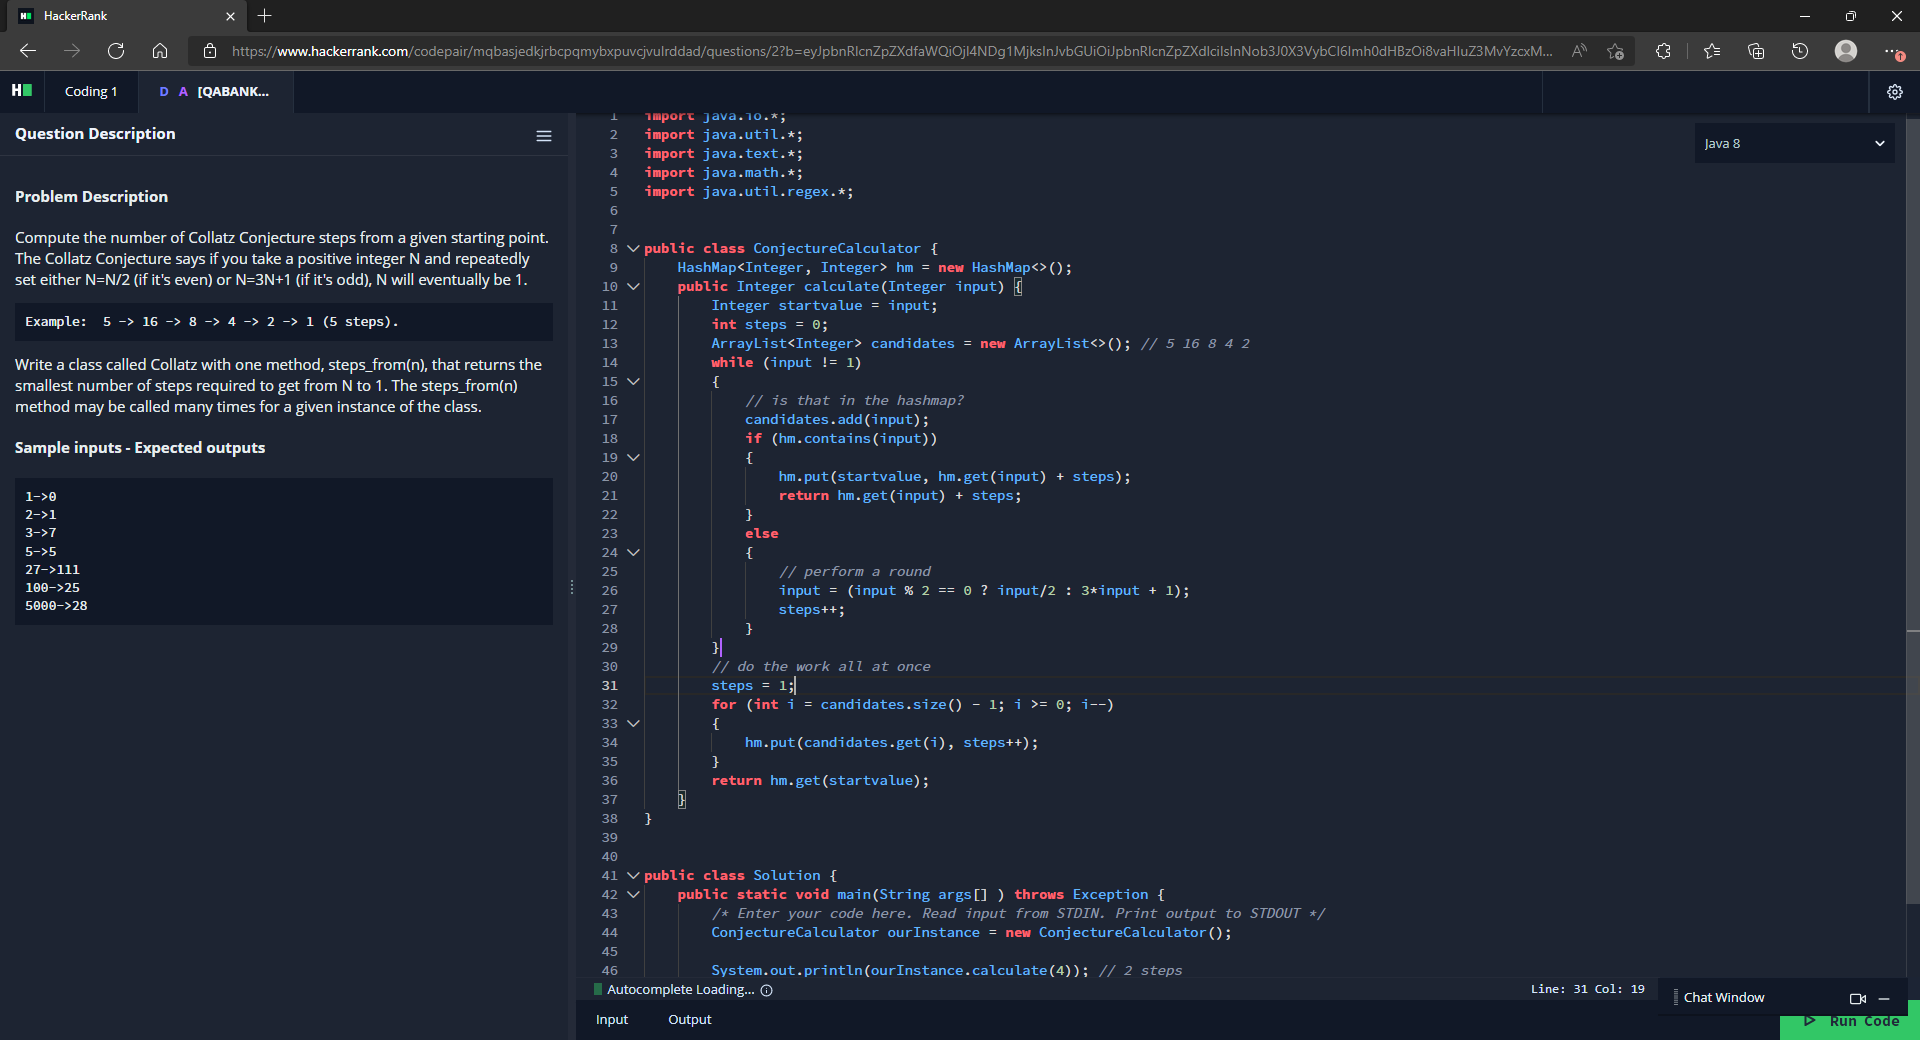 HackerRank
https://www.hackerrank.com/codepair/mqbasjedkjrbcpqmybxpuvcjvulrddad/questions/2?b=eyJpbnRlcnZpZXdfaWQiOjI4NDg1MjksInJvbGUiOiJpbnRlcnZpZXdlciIsInNob3J0X3VybCI6Imh0dHBzOi8vaHIuZ3MvYzcxM...
H
Coding 1
D A [QABANK...
Question Description
Problem Description
Compute the number of Collatz Conjecture steps from a given starting point.
The Collatz Conjecture says if you take a positive integer N and repeatedly
set either N=N/2 (if it's even) or N=3N+1 (if it's odd), N will eventually be 1.
Example:  5 -> 16 -> 8 -> 4 -> 2 -> 1 (5 steps).
Write a class called Collatz with one method, steps_from(n), that returns the
smallest number of steps required to get from N to 1. The steps_from(n)
method may be called many times for a given instance of the class.
Sample inputs - Expected outputs
1->0
2->1
3->7
5->5
27->111
100->25
5000->28
Java 8
1 import java.io.*;
2 import java.util.*;
3 import java.text.*;
4 import java.math.*;
5 import java.util.regex.*;
6
7
8 public class ConjectureCalculator {
9     HashMap<Integer, Integer> hm = new HashMap<>();
10     public Integer calculate(Integer input) {
11         Integer startvalue = input;
12         int steps = 0;
13         ArrayList<Integer> candidates = new ArrayList<>(); // 5 16 8 4 2
14         while (input != 1)
15         {
16             // is that in the hashmap?
17             candidates.add(input);
18             if (hm.contains(input))
19             {
20                 hm.put(startvalue, hm.get(input) + steps);
21                 return hm.get(input) + steps;
22             }
23             else
24             {
25                 // perform a round
26                 input = (input % 2 == 0 ? input/2 : 3*input + 1);
27                 steps++;
28             }
29         }
30         // do the work all at once
31         steps = 1;
32         for (int i = candidates.size() - 1; i >= 0; i--)
33         {
34             hm.put(candidates.get(i), steps++);
35         }
36         return hm.get(startvalue);
37     }
38 }
39
40
41 public class Solution {
42     public static void main(String args[] ) throws Exception {
43         /* Enter your code here. Read input from STDIN. Print output to STDOUT */
44         ConjectureCalculator ourInstance = new ConjectureCalculator();
45
46         System.out.println(ourInstance.calculate(4)); // 2 steps
Autocomplete Loading...
Line: 31 Col: 19
Chat Window
Input
Output
Run Code